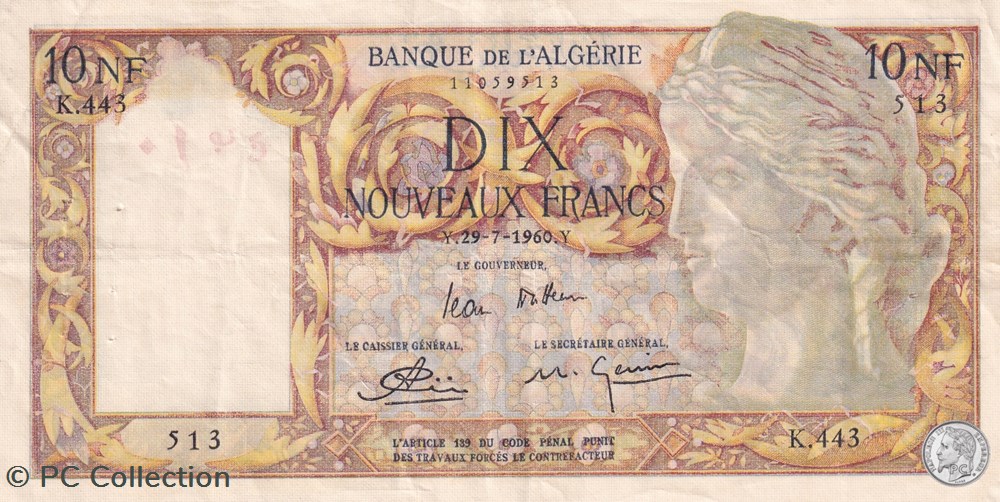 10 NF
BANQUE DE L'ALGÉRIE
10 NF
K.443
11059513
513
DIX
NOUVEAUX FRANCS
Y.29-7-1960.Y
LE GOUVERNEUR,
LE CAISSIER GÉNÉRAL,
LE SECRÉTAIRE GÉNÉRAL,
513
K.443
L'ARTICLE 139 DU CODE PÉNAL PUNIT
DES TRAVAUX FORCÉS LE CONTREFACTEUR
© PC Collection
PC